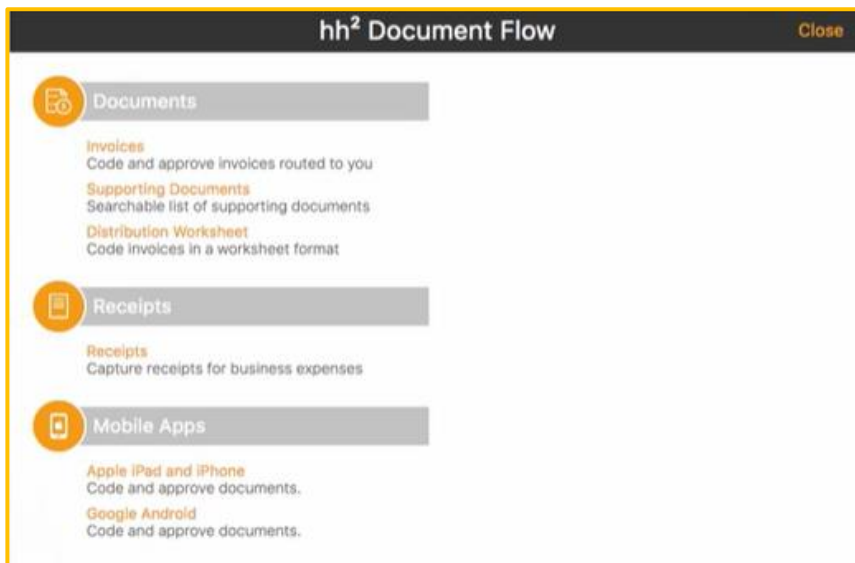 hh² Document Flow
Close
Documents
Invoices
Code and approve invoices routed to you
Supporting Documents
Searchable list of supporting documents
Distribution Worksheet
Code invoices in a worksheet format
Receipts
Receipts
Capture receipts for business expenses
Mobile Apps
Apple iPad and iPhone
Code and approve documents.
Google Android
Code and approve documents.